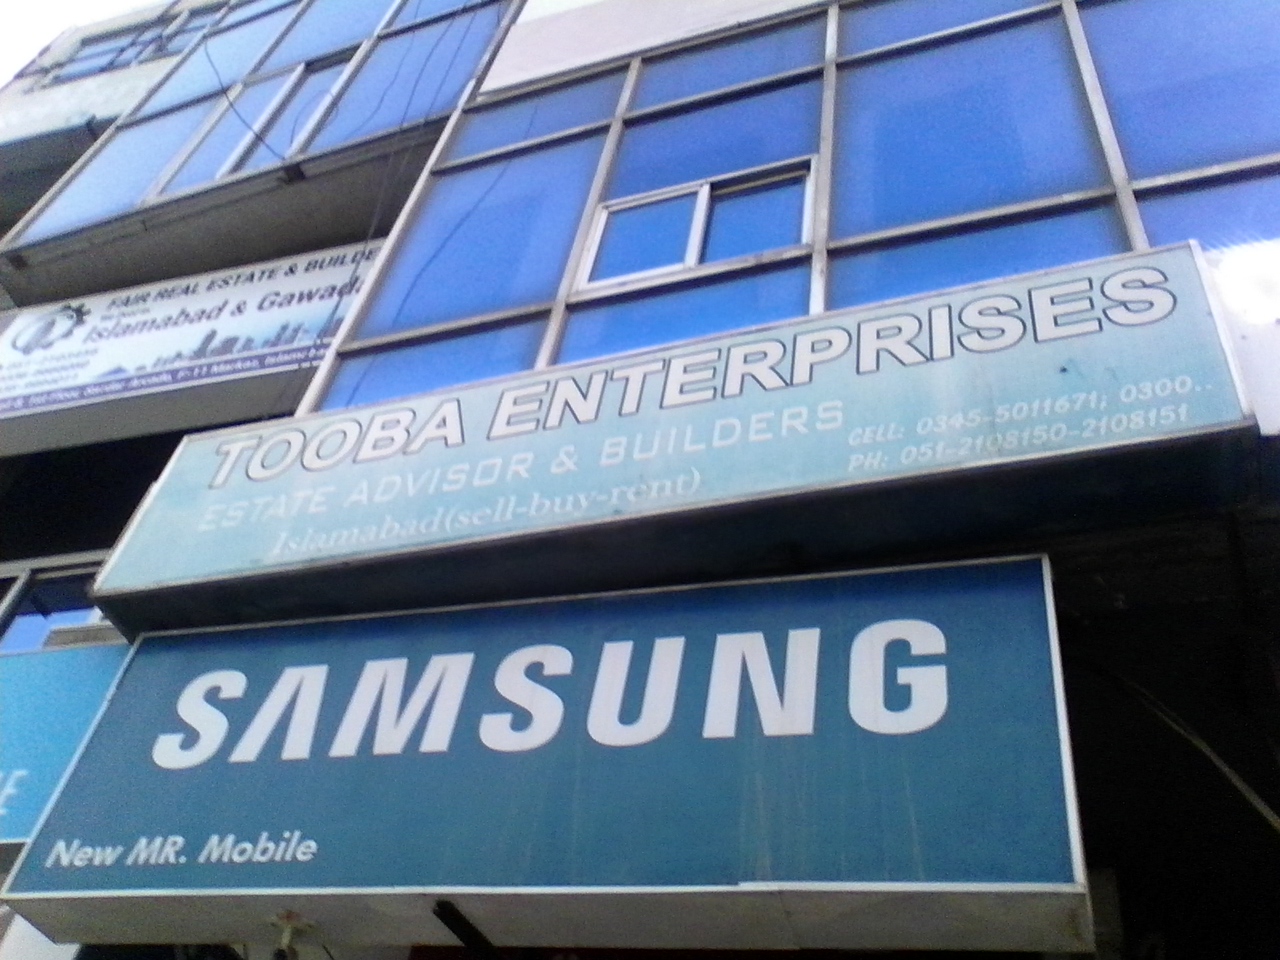 FAIR REAL ESTATE & BUILDE
Islamabad & Gawada
TOOBA ENTERPRISES
ESTATE ADVISOR & BUILDERS
Islamabad(sell-buy-rent)
CELL: 0345-5011671; 0300..
PH: 051-2108150-2108151
SAMSUNG
New MR. Mobile